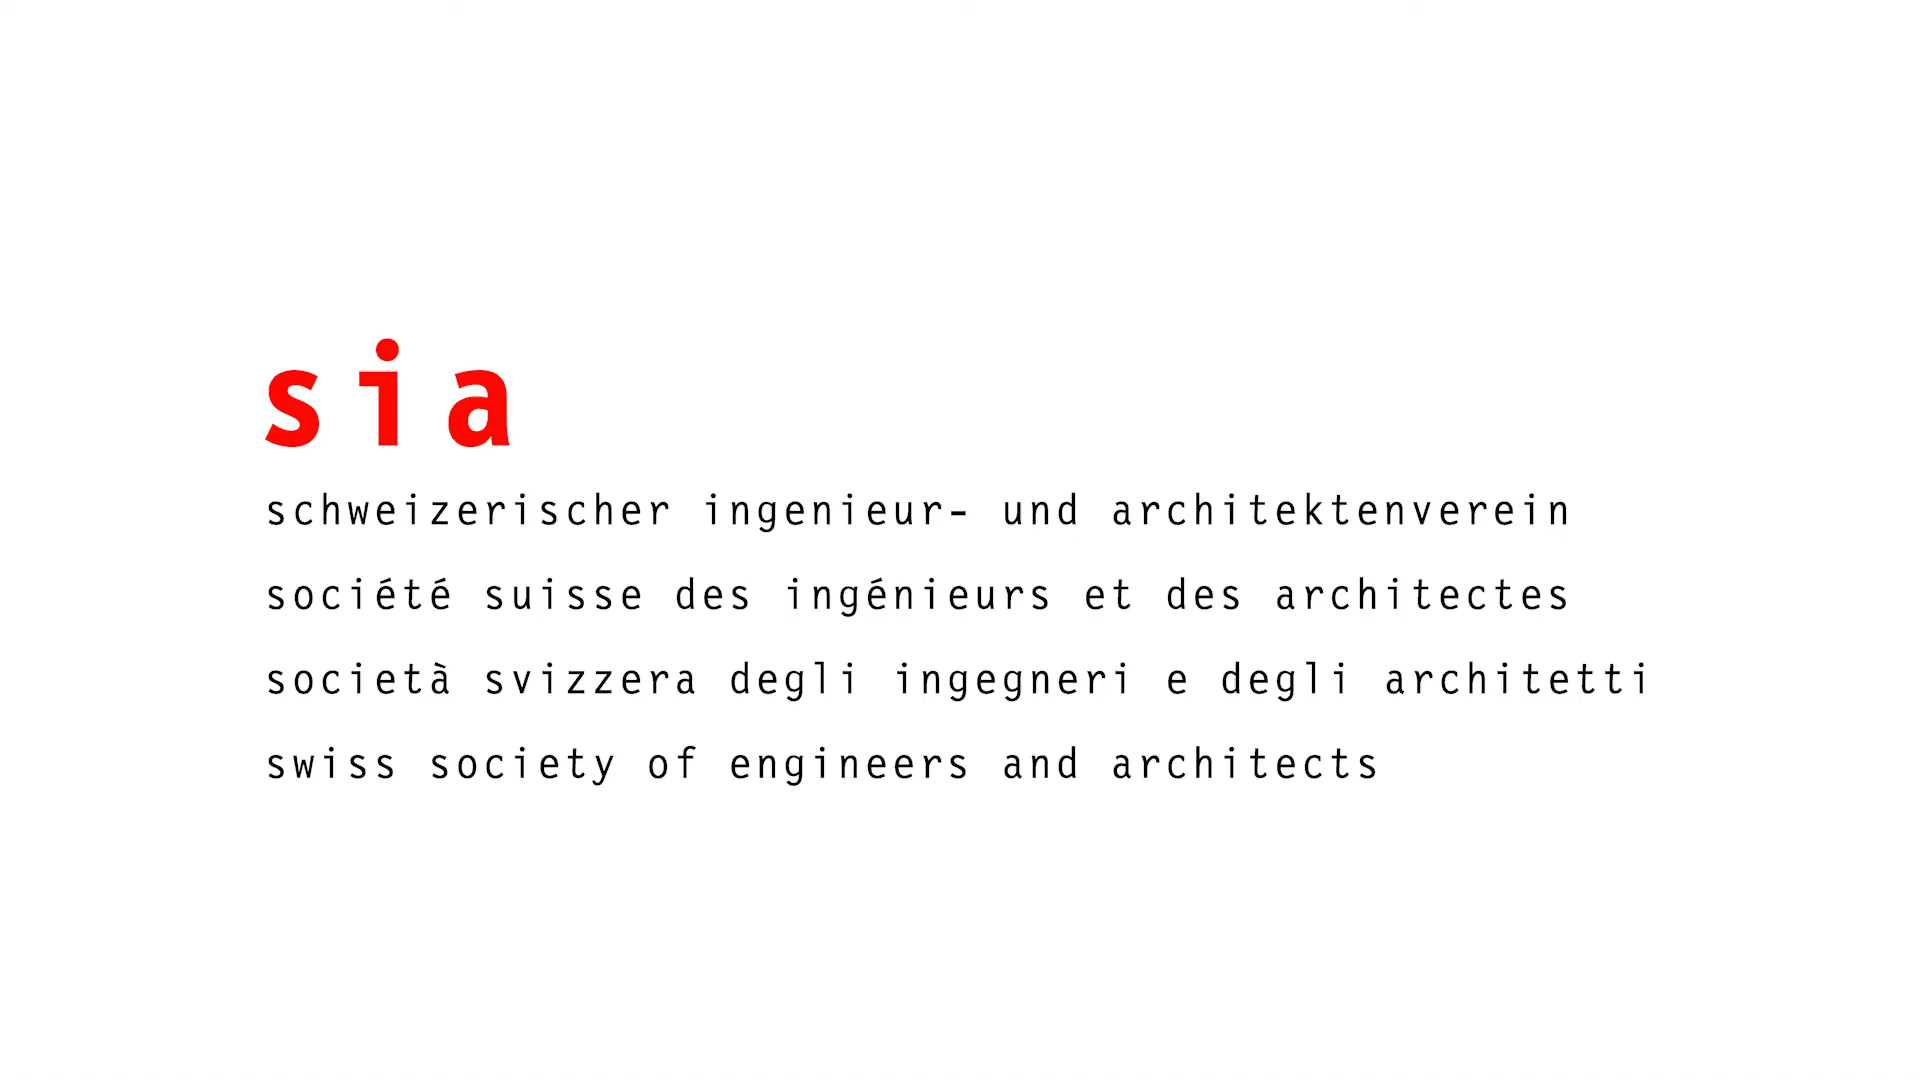 sia
schweizerischer ingenieur- und architektenverein
société suisse des ingénieurs et des architectes
società svizzera degli ingegneri e degli architetti
swiss society of engineers and architects